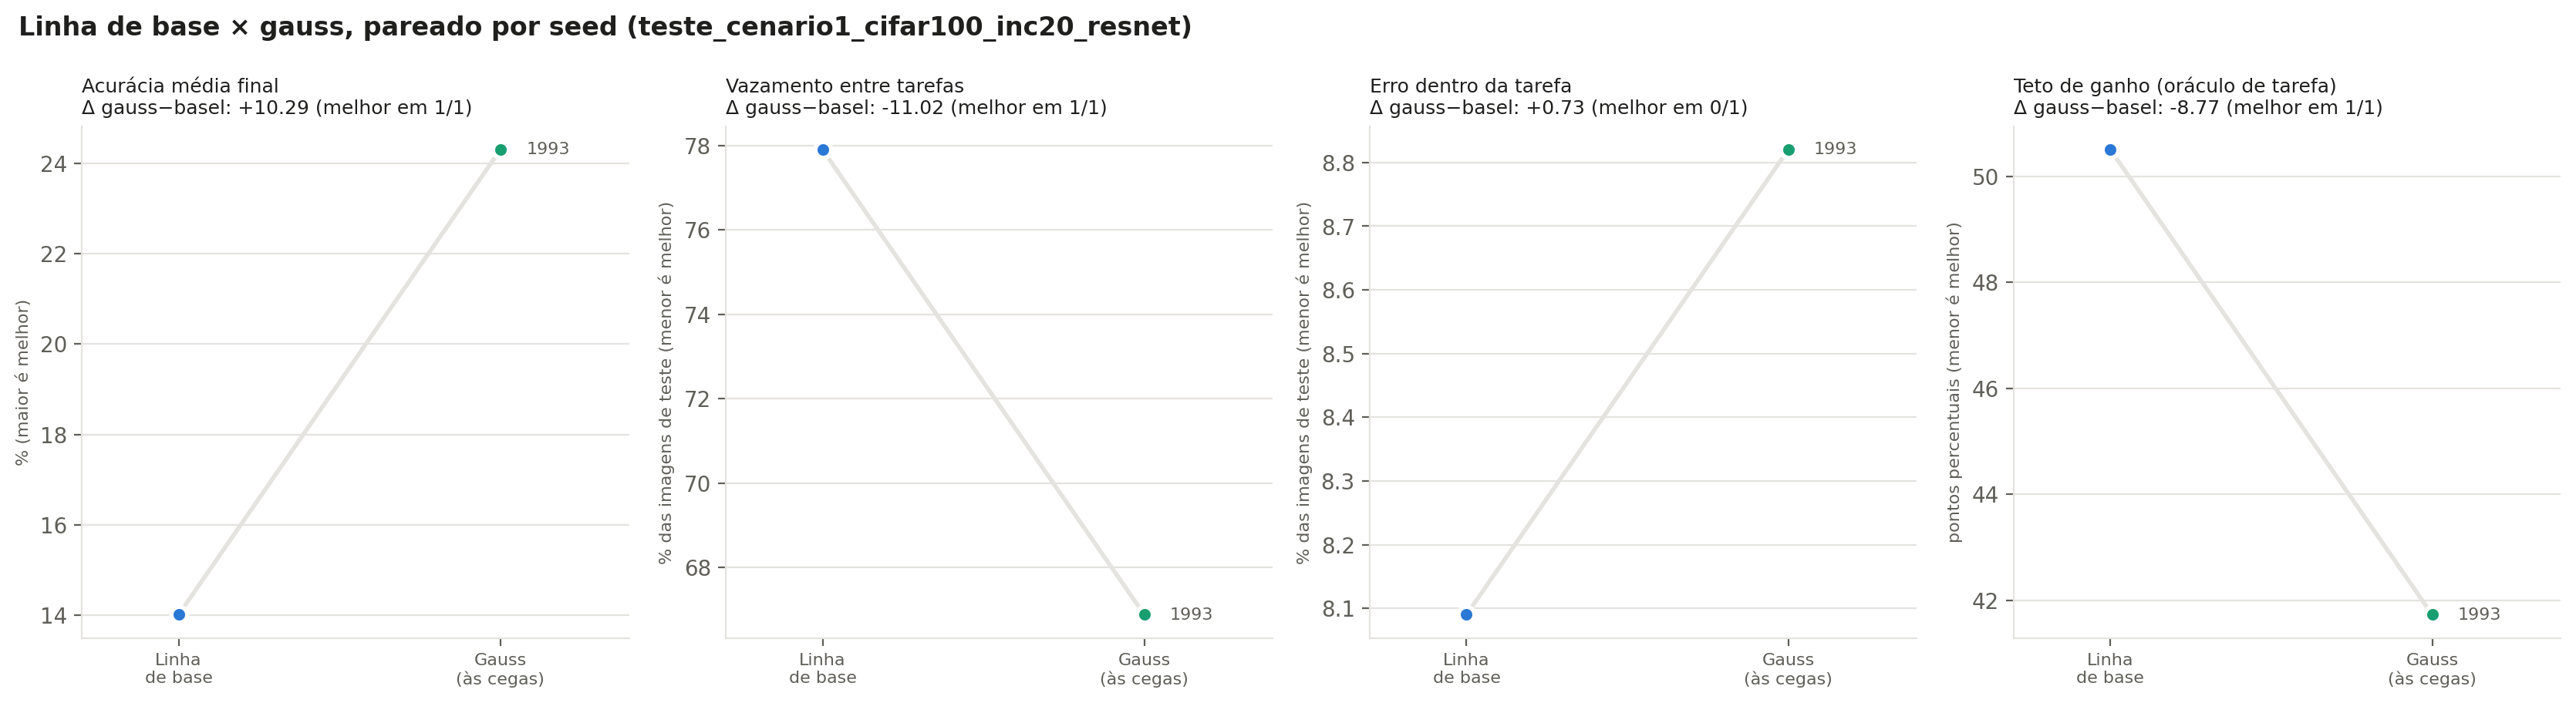 Linha de base × gauss, pareado por seed (teste_cenario1_cifar100_inc20_resnet)
Acurácia média final
Δ gauss−basel: +10.29 (melhor em 1/1)
% (maior é melhor)
24
22
20
18
16
14
1993
Linha
de base
Gauss
(às cegas)
Vazamento entre tarefas
Δ gauss−basel: -11.02 (melhor em 1/1)
% das imagens de teste (menor é melhor)
78
76
74
72
70
68
1993
Linha
de base
Gauss
(às cegas)
Erro dentro da tarefa
Δ gauss−basel: +0.73 (melhor em 0/1)
% das imagens de teste (menor é melhor)
8.8
8.7
8.6
8.5
8.4
8.3
8.2
8.1
1993
Linha
de base
Gauss
(às cegas)
Teto de ganho (oráculo de tarefa)
Δ gauss−basel: -8.77 (melhor em 1/1)
pontos percentuais (menor é melhor)
50
48
46
44
42
1993
Linha
de base
Gauss
(às cegas)